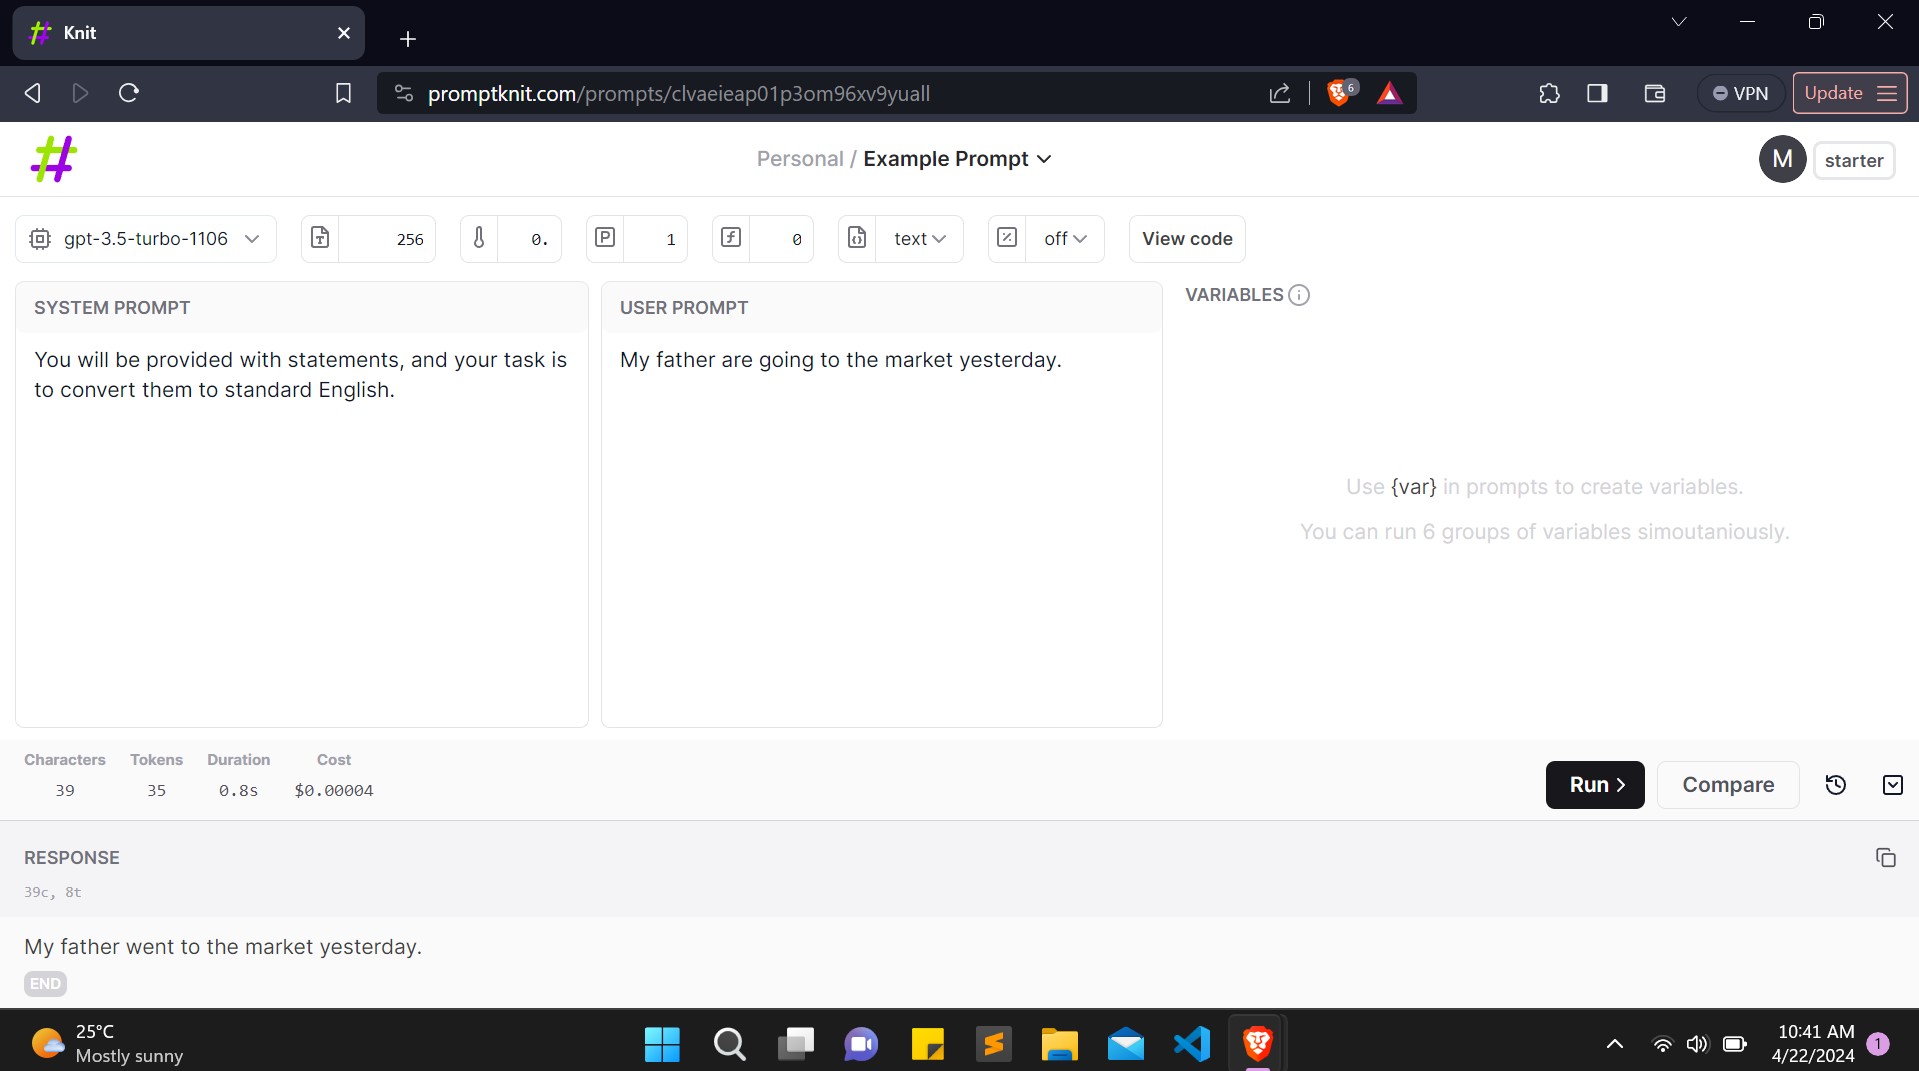 Knit
promptknit.com/prompts/clvaeieap01p3om96xv9yuall
6
VPN
Update
Personal / Example Prompt
M
starter
gpt-3.5-turbo-1106
256
0.
P
1
0
text
off
View code
SYSTEM PROMPT
You will be provided with statements, and your task is
to convert them to standard English.
USER PROMPT
My father are going to the market yesterday.
VARIABLES
Use {var} in prompts to create variables.
You can run 6 groups of variables simoutaniously.
Characters Tokens Duration Cost
39 35 0.8s $0.00004
Run
Compare
RESPONSE
39c, 8t
My father went to the market yesterday.
END
25°C
Mostly sunny
10:41 AM
4/22/2024
1